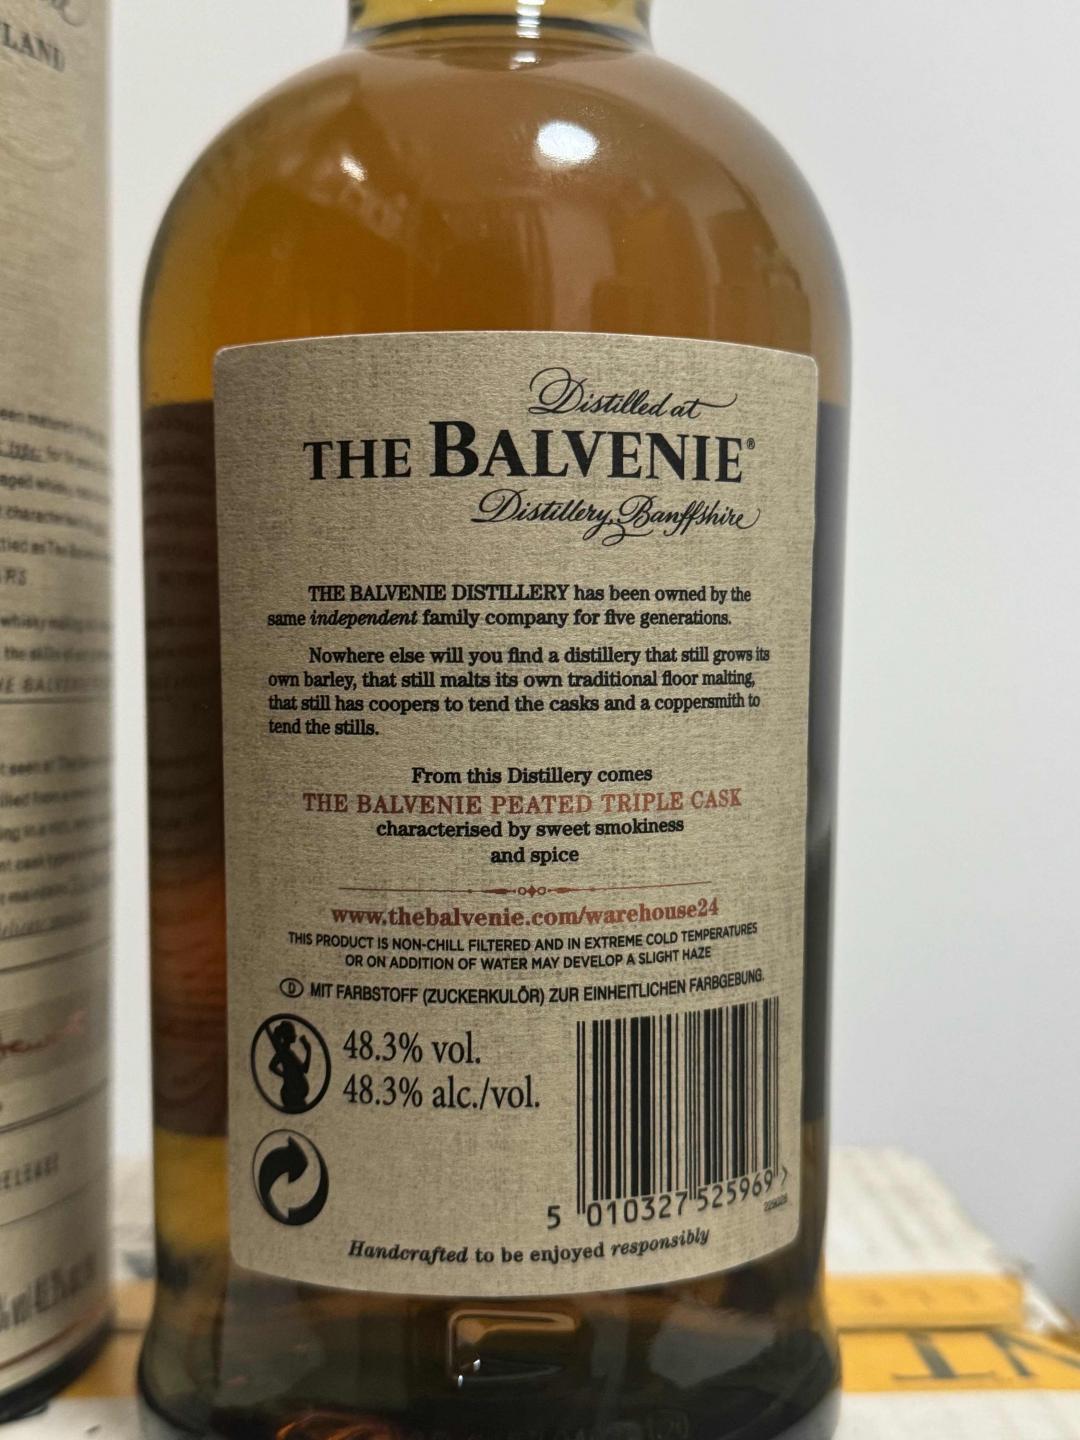 LAND
Distilled at
THE BALVENIE®
Distillery, Banffshire
THE BALVENIE DISTILLERY has been owned by the
same independent family company for five generations.
Nowhere else will you find a distillery that still grows its
own barley, that still malts its own traditional floor malting,
that still has coopers to tend the casks and a coppersmith to
tend the stills.
From this Distillery comes
THE BALVENIE PEATED TRIPLE CASK
characterised by sweet smokiness
and spice
www.thebalvenie.com/warehouse24
THIS PRODUCT IS NON-CHILL FILTERED AND IN EXTREME COLD TEMPERATURES
OR ON ADDITION OF WATER MAY DEVELOP A SLIGHT HAZE
D MIT FARBSTOFF (ZUCKERKULÖR) ZUR EINHEITLICHEN FARBGEBUNG.
48.3% vol.
48.3% alc./vol.
5 010327 525969 >
Handcrafted to be enjoyed responsibly